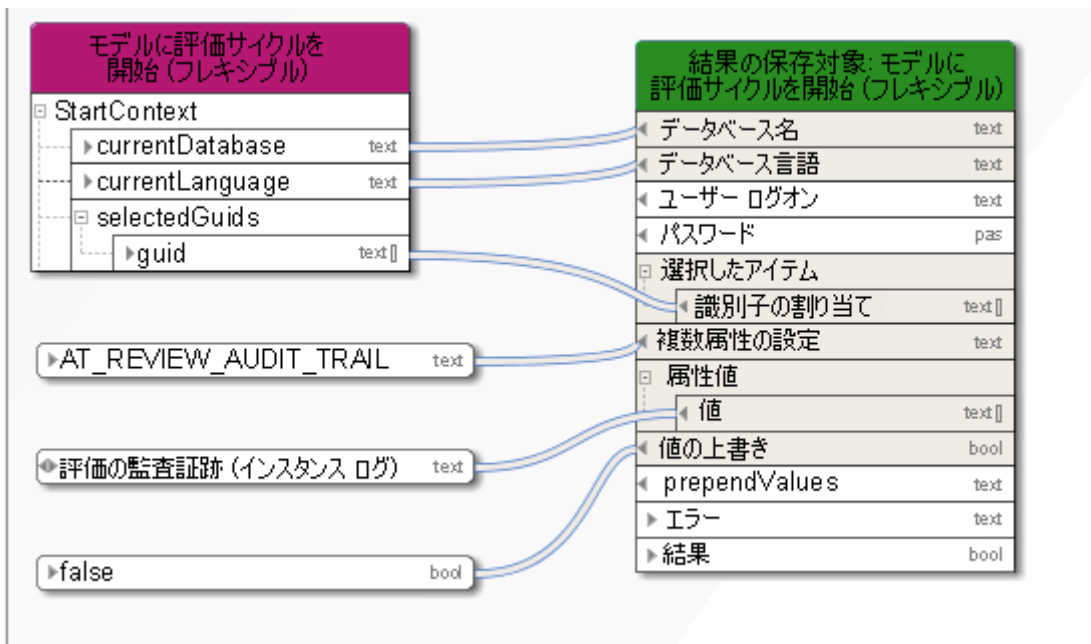 モデルに評価サイクルを
開始 (フレキシブル)
StartContext
currentDatabase text
currentLanguage text
selectedGuids
guid text[]
AT_REVIEW_AUDIT_TRAIL text
評価の監査証跡 (インスタンス ログ) text
false bool
結果の保存対象: モデルに
評価サイクルを開始 (フレキシブル)
データベース名 text
データベース言語 text
ユーザー ログオン text
パスワード pas
選択したアイテム
識別子の割り当て text[]
複数属性の設定 text
属性値
値 text[]
値の上書き bool
prependValues text
エラー text
結果 bool